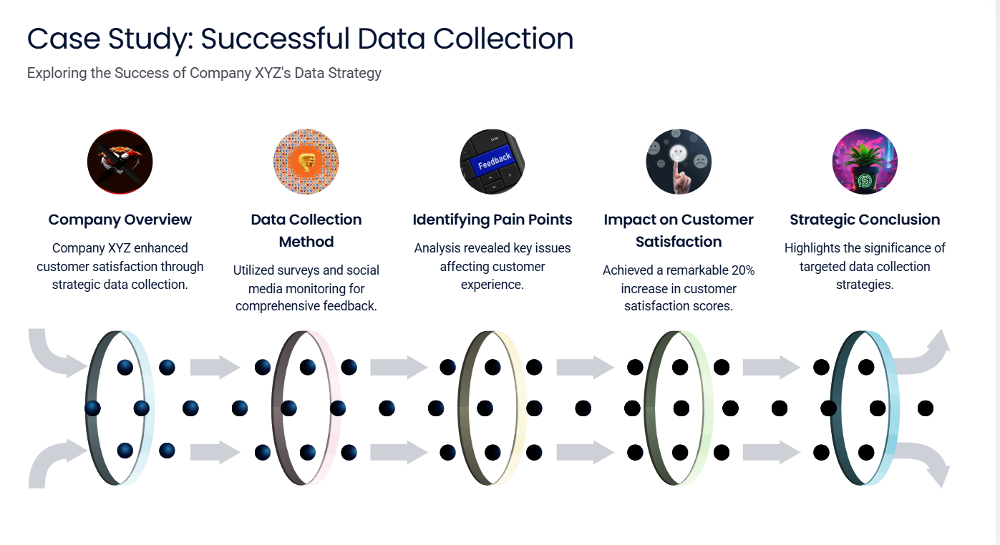 Case Study: Successful Data Collection
Exploring the Success of Company XYZ's Data Strategy
Enter
Feedback
Company Overview
Company XYZ enhanced
customer satisfaction through
strategic data collection.
Data Collection
Method
Utilized surveys and social
media monitoring for
comprehensive feedback.
Identifying Pain Points
Analysis revealed key issues
affecting customer
experience.
Impact on Customer
Satisfaction
Achieved a remarkable 20%
increase in customer
satisfaction scores.
Strategic Conclusion
Highlights the significance of
targeted data collection
strategies.